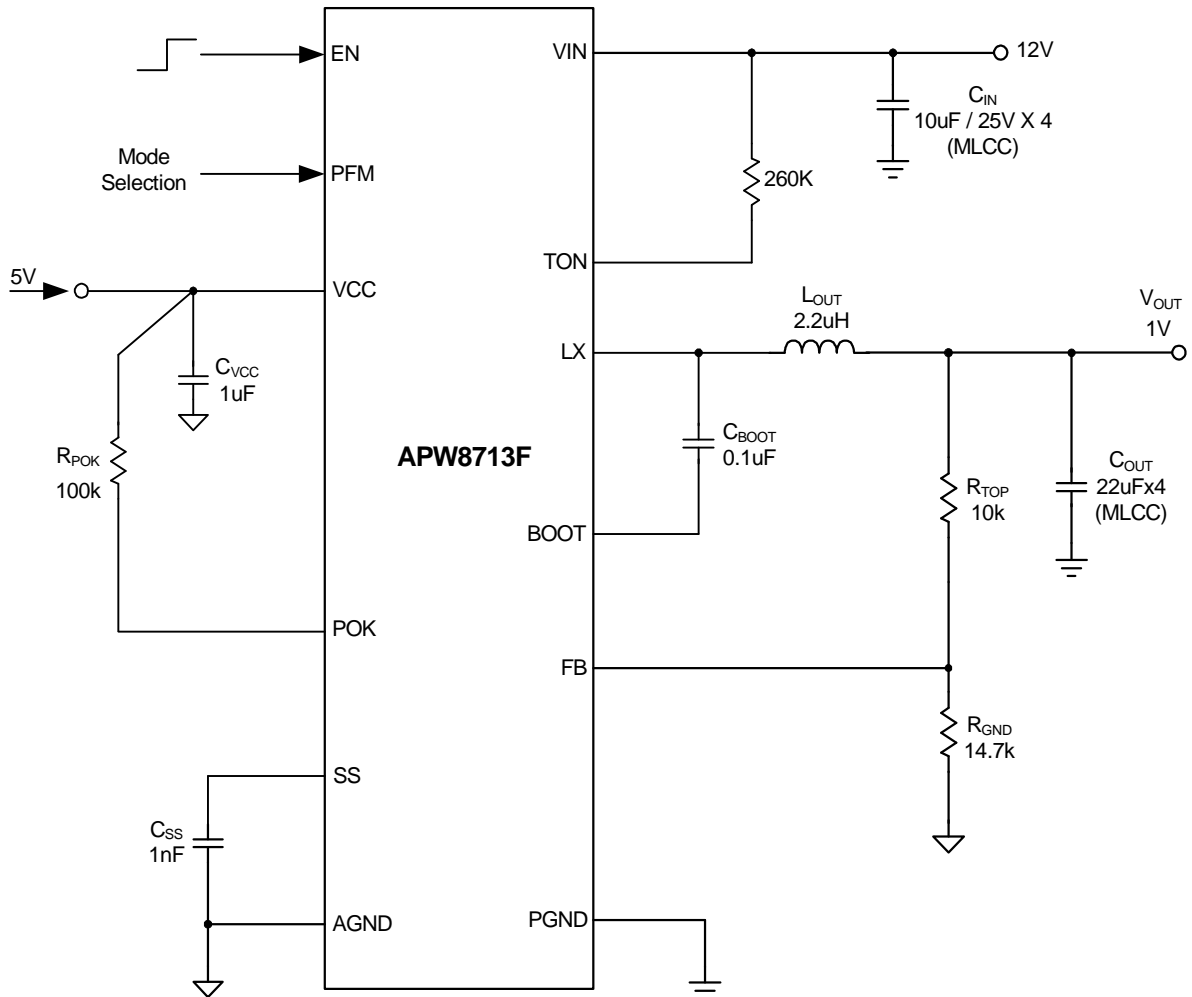 EN
VIN
12V
C_IN
10uF / 25V X 4
(MLCC)
Mode
Selection
PFM
260K
TON
5V
VCC
L_OUT
2.2uH
V_OUT
1V
LX
C_VCC
1uF
R_POK
100k
APW8713F
C_BOOT
0.1uF
R_TOP
10k
C_OUT
22uFx4
(MLCC)
BOOT
POK
FB
R_GND
14.7k
SS
C_SS
1nF
AGND
PGND